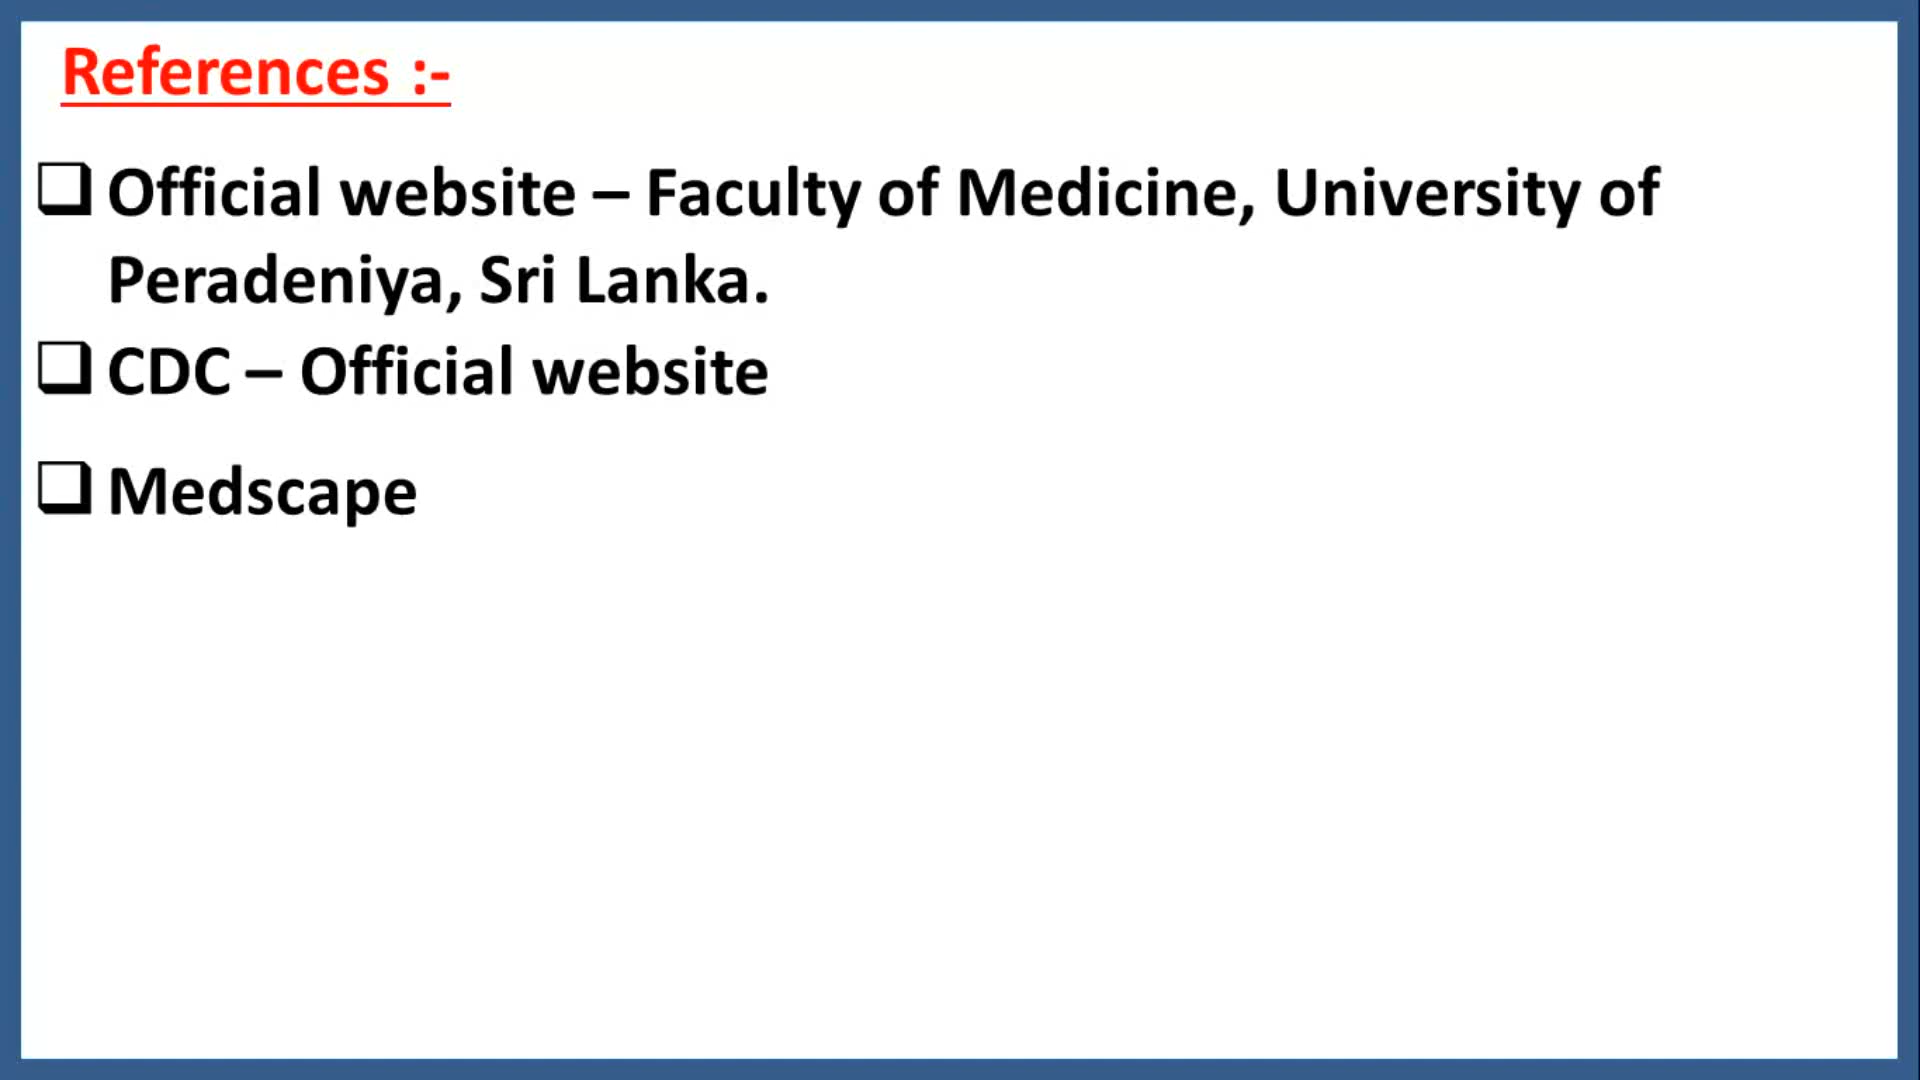 References :-
Official website – Faculty of Medicine, University of
Peradeniya, Sri Lanka.
CDC – Official website
Medscape